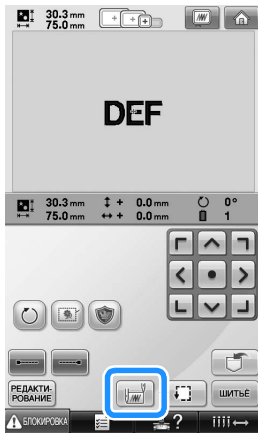 30.3 mm
75.0 mm
DEF
30.3 mm + 0.0 mm 0°
75.0 mm + 0.0 mm 1
РЕДАКТИ-
РОВАНИЕ
ШИТЬЁ
БЛОКИРОВКА
?